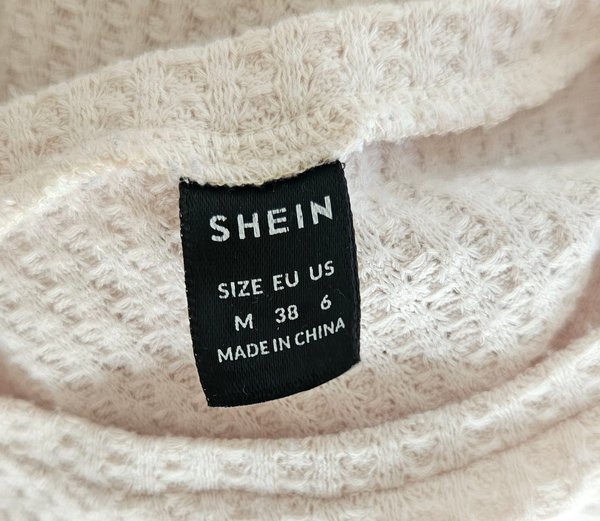 SHEIN
SIZE EU US
M 38 6
MADE IN CHINA